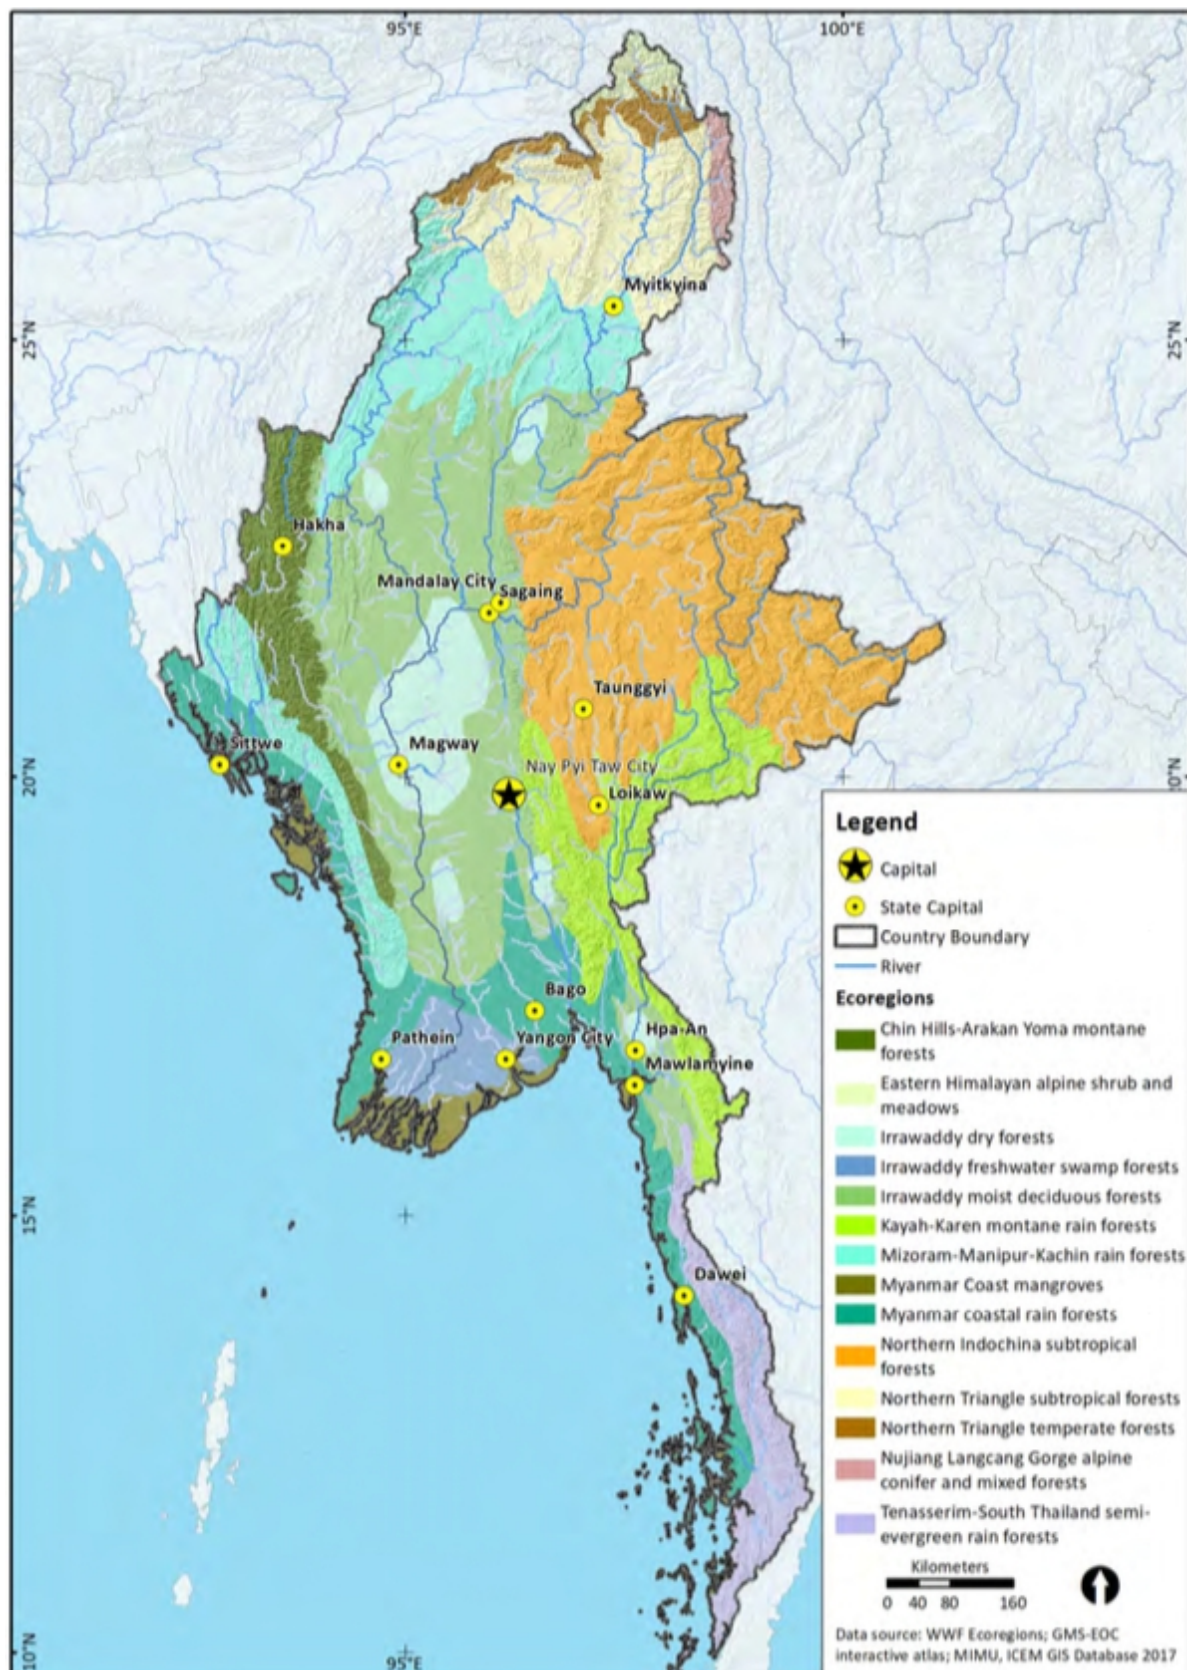 95°E
100°E
Myitkyina
25°N
25°N
Hakha
Mandalay City
Sagaing
Taunggyi
Sittwe
Magway
Nay Pyi Taw City
20°N
20°N
Loikaw
Bago
Pathein
Yangon City
Hpa-An
Mawlamyine
15°N
Dawei
10°N
95°E
Legend
Capital
State Capital
Country Boundary
River
Ecoregions
Chin Hills-Arakan Yoma montane
forests
Eastern Himalayan alpine shrub and
meadows
Irrawaddy dry forests
Irrawaddy freshwater swamp forests
Irrawaddy moist deciduous forests
Kayah-Karen montane rain forests
Mizoram-Manipur-Kachin rain forests
Myanmar Coast mangroves
Myanmar coastal rain forests
Northern Indochina subtropical
forests
Northern Triangle subtropical forests
Northern Triangle temperate forests
Nujiang Langcang Gorge alpine
conifer and mixed forests
Tenasserim-South Thailand semi-
evergreen rain forests
Kilometers
0 40 80 160
Data source: WWF Ecoregions; GMS-EOC
interactive atlas; MIMU, ICEM GIS Database 2017